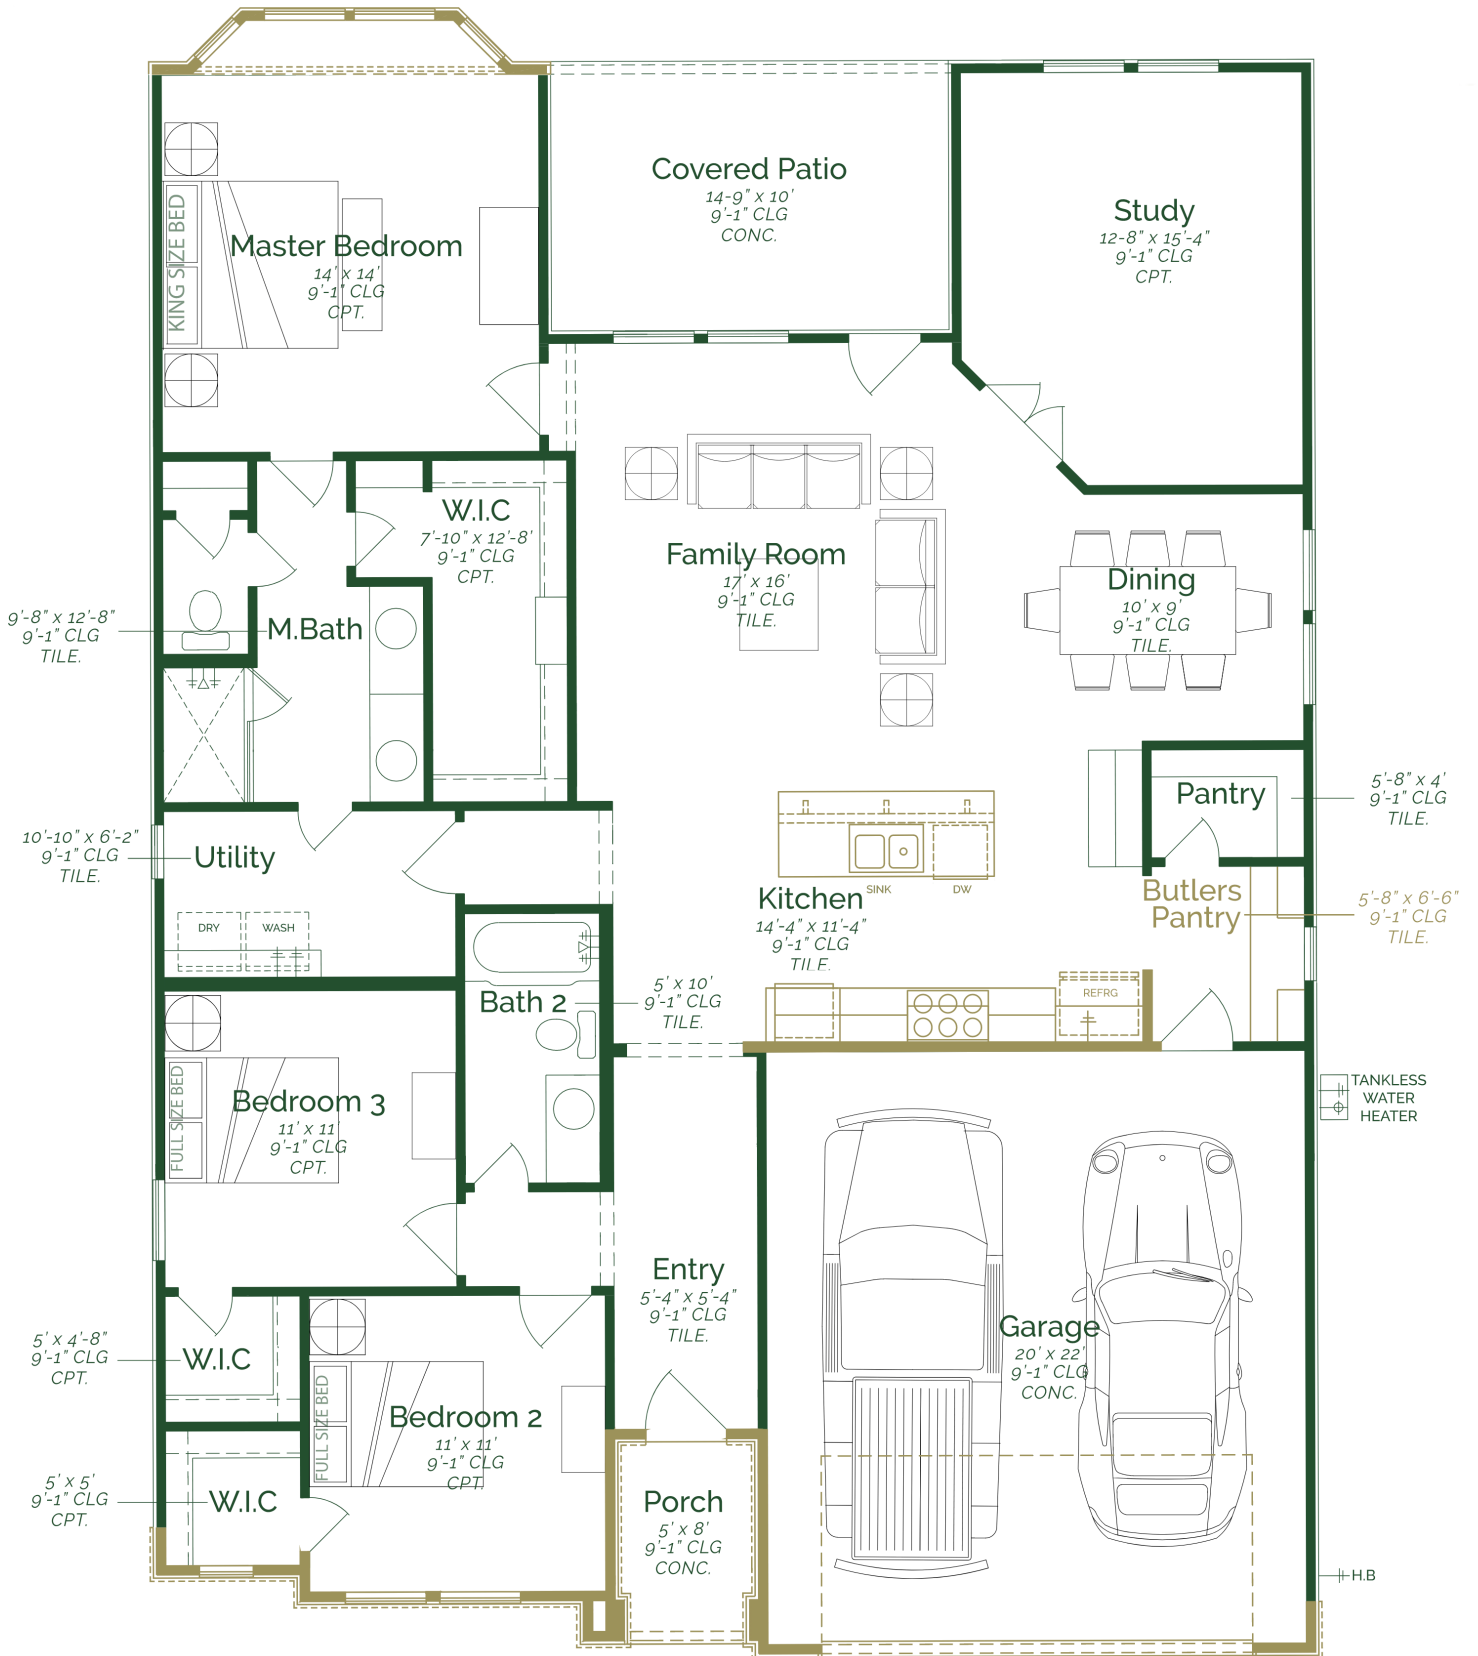 Covered Patio
14-9" x 10'
9'-1" CLG
CONC.
Study
12-8" x 15'-4"
9'-1" CLG
CPT.
KING SIZE BED
Master Bedroom
14' x 14'
9'-1" CLG
CPT.
W.I.C
7'-10" x 12'-8'
9'-1" CLG
CPT.
Family Room
17' x 16'
9'-1" CLG
TILE.
Dining
10' x 9'
9'-1" CLG
TILE.
9'-8" x 12'-8"
9'-1" CLG
TILE.
M.Bath
Pantry
5'-8" x 4'
9'-1" CLG
TILE.
10'-10" x 6'-2"
9'-1" CLG
TILE.
Utility
SINK
DW
Kitchen
14'-4" x 11'-4"
9'-1" CLG
TILE.
Butlers
Pantry
5'-8" x 6'-6"
9'-1" CLG
TILE.
DRY
WASH
Bath 2
5' x 10'
9'-1" CLG
TILE.
REFRG
FULL SIZE BED
Bedroom 3
11' x 11'
9'-1" CLG
CPT.
TANKLESS
WATER
HEATER
Entry
5'-4" x 5'-4"
9'-1" CLG
TILE.
Garage
20' x 22'
9'-1" CLG
CONC.
5' x 4'-8"
9'-1" CLG
CPT.
W.I.C
FULL SIZE BED
Bedroom 2
11' x 11'
9'-1" CLG
CPT.
5' x 5'
9'-1" CLG
CPT.
W.I.C
Porch
5' x 8'
9'-1" CLG
CONC.
H.B